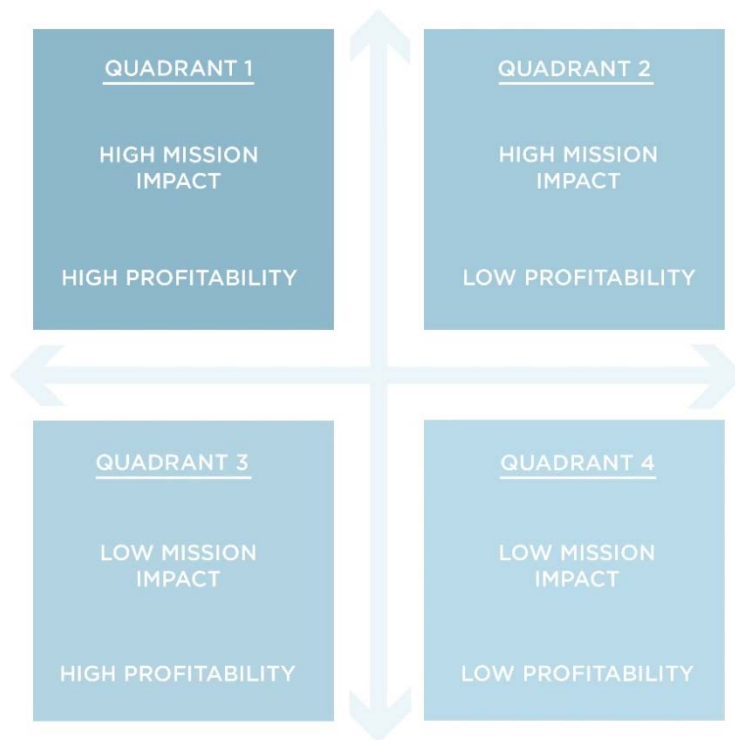 QUADRANT 1
HIGH MISSION
IMPACT
HIGH PROFITABILITY
QUADRANT 2
HIGH MISSION
IMPACT
LOW PROFITABILITY
QUADRANT 3
LOW MISSION
IMPACT
HIGH PROFITABILITY
QUADRANT 4
LOW MISSION
IMPACT
LOW PROFITABILITY